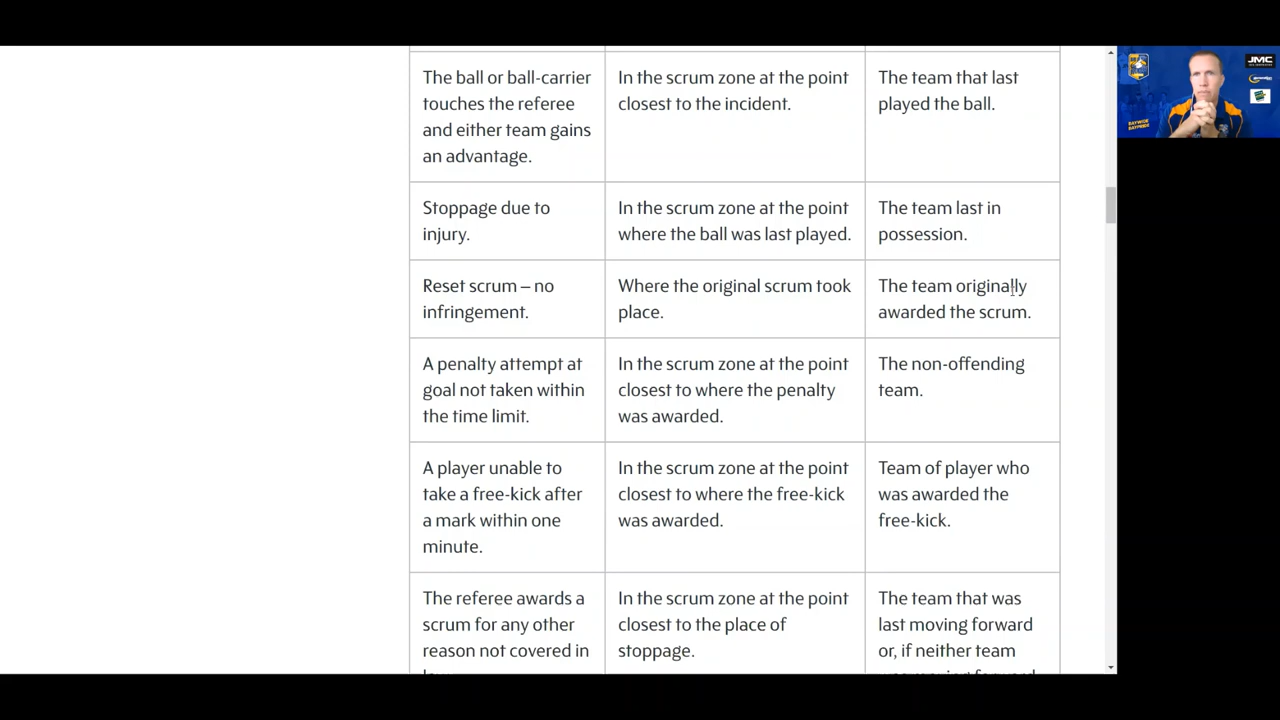 The ball or ball-carrier
touches the referee
and either team gains
an advantage.
In the scrum zone at the point
closest to the incident.
The team that last
played the ball.
Stoppage due to
injury.
In the scrum zone at the point
where the ball was last played.
The team last in
possession.
Reset scrum – no
infringement.
Where the original scrum took
place.
The team originally
awarded the scrum.
A penalty attempt at
goal not taken within
the time limit.
In the scrum zone at the point
closest to where the penalty
was awarded.
The non-offending
team.
A player unable to
take a free-kick after
a mark within one
minute.
In the scrum zone at the point
closest to where the free-kick
was awarded.
Team of player who
was awarded the
free-kick.
The referee awards a
scrum for any other
reason not covered in
In the scrum zone at the point
closest to the place of
stoppage.
The team that was
last moving forward
or, if neither team
was moving forward
JMC